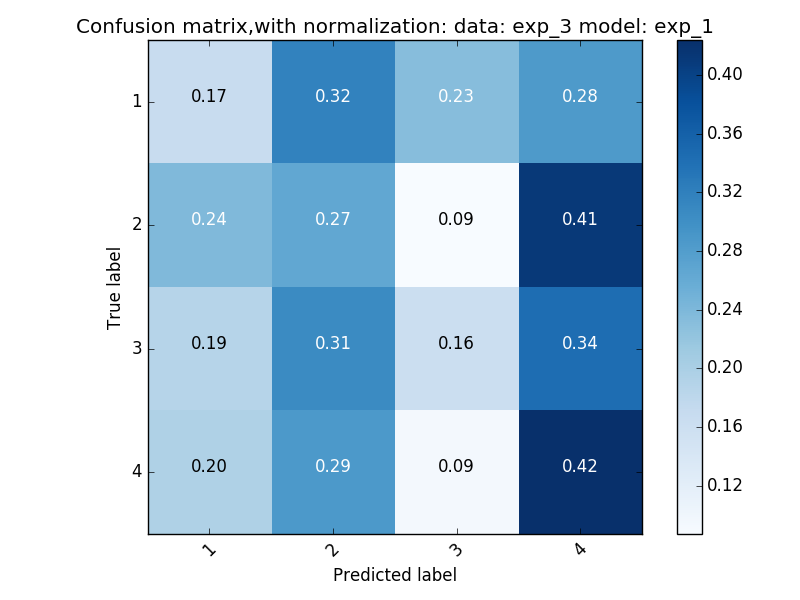 Confusion matrix,with normalization: data: exp_3 model: exp_1
True label
1 0.17 0.32 0.23 0.28
2 0.24 0.27 0.09 0.41
3 0.19 0.31 0.16 0.34
4 0.20 0.29 0.09 0.42
1 2 3 4
Predicted label
0.40
0.36
0.32
0.28
0.24
0.20
0.16
0.12